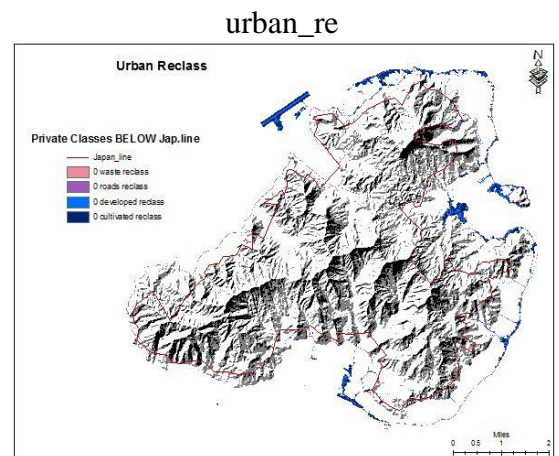 urban_re
Urban Reclass
N
Private Classes BELOW Jap.line
Japan_line
0 waste reclass
0 roads reclass
0 developed reclass
0 cultivated reclass
Miles
0 0.5 1 2